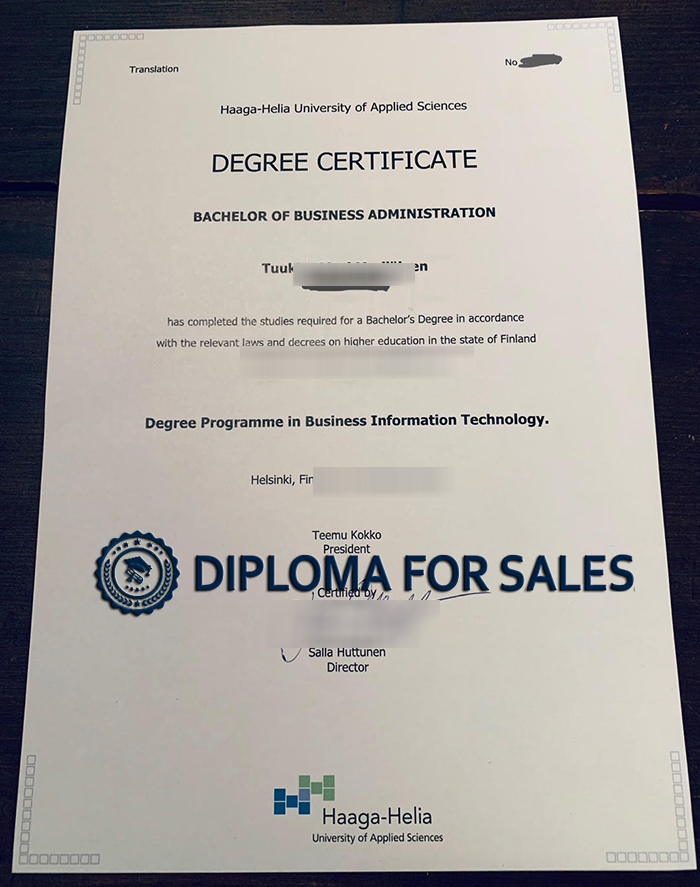 Translation
No
Haaga-Helia University of Applied Sciences
DEGREE CERTIFICATE
BACHELOR OF BUSINESS ADMINISTRATION
has completed the studies required for a Bachelor's Degree in accordance
with the relevant laws and decrees on higher education in the state of Finland
Degree Programme in Business Information Technology.
Helsinki,
Teemu Kokko
President
DIPLOMA FOR SALES
Certified by
Salla Huttunen
Director
Haaga-Helia
University of Applied Sciences